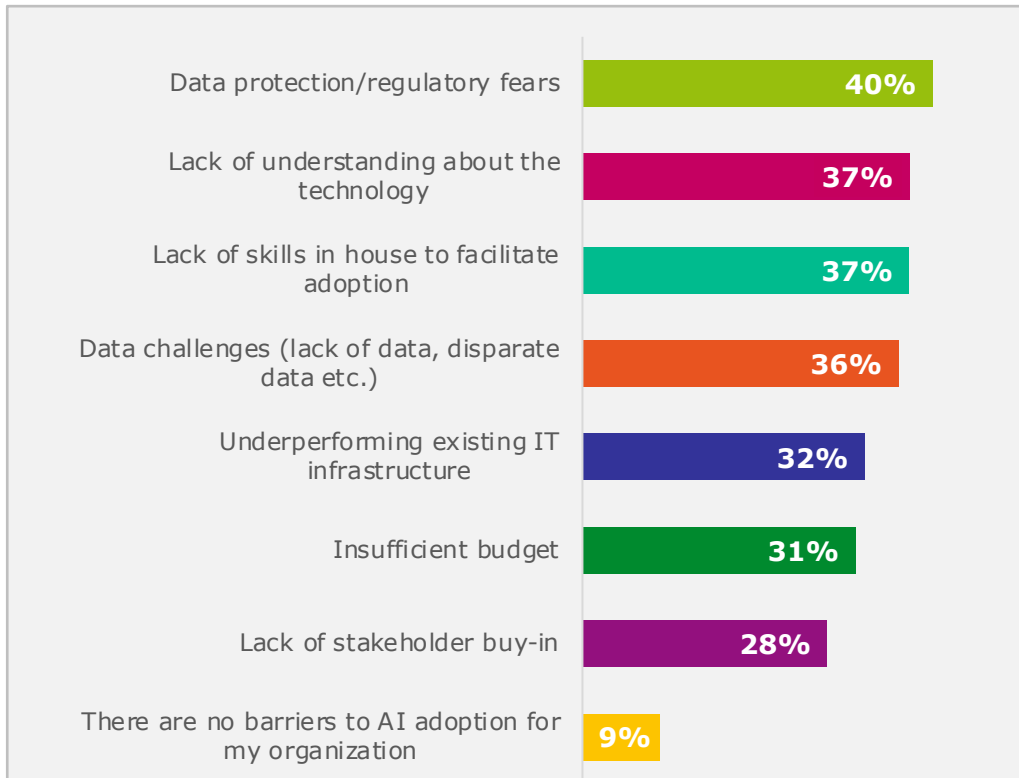 Data protection/regulatory fears
40%
Lack of understanding about the
technology
37%
Lack of skills in house to facilitate
adoption
37%
Data challenges (lack of data, disparate
data etc.)
36%
Underperforming existing IT
infrastructure
32%
Insufficient budget
31%
Lack of stakeholder buy-in
28%
There are no barriers to AI adoption for
my organization
9%